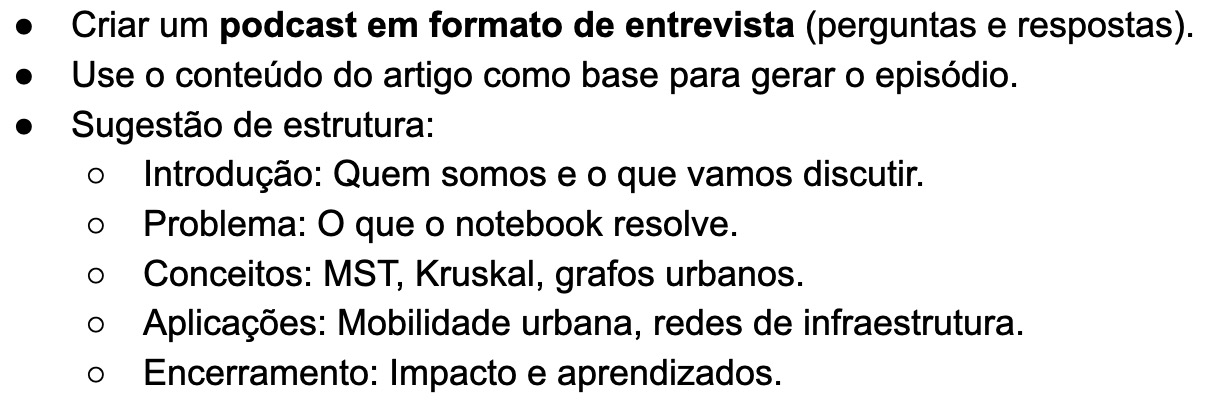 ● Criar um podcast em formato de entrevista (perguntas e respostas).
● Use o conteúdo do artigo como base para gerar o episódio.
● Sugestão de estrutura:
○ Introdução: Quem somos e o que vamos discutir.
○ Problema: O que o notebook resolve.
○ Conceitos: MST, Kruskal, grafos urbanos.
○ Aplicações: Mobilidade urbana, redes de infraestrutura.
○ Encerramento: Impacto e aprendizados.